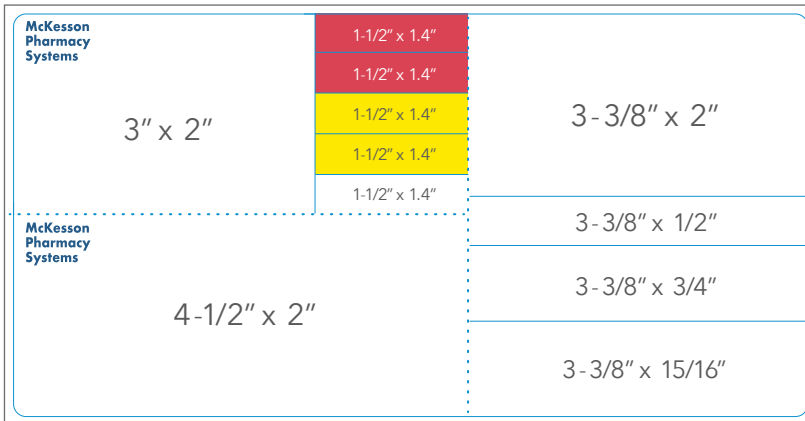 McKesson
Pharmacy
Systems
3" x 2"
1-1/2" x 1.4"
1-1/2" x 1.4"
1-1/2" x 1.4"
1-1/2" x 1.4"
1-1/2" x 1.4"
3-3/8" x 2"
3-3/8" x 1/2"
3-3/8" x 3/4"
3-3/8" x 15/16"
McKesson
Pharmacy
Systems
4-1/2" x 2"